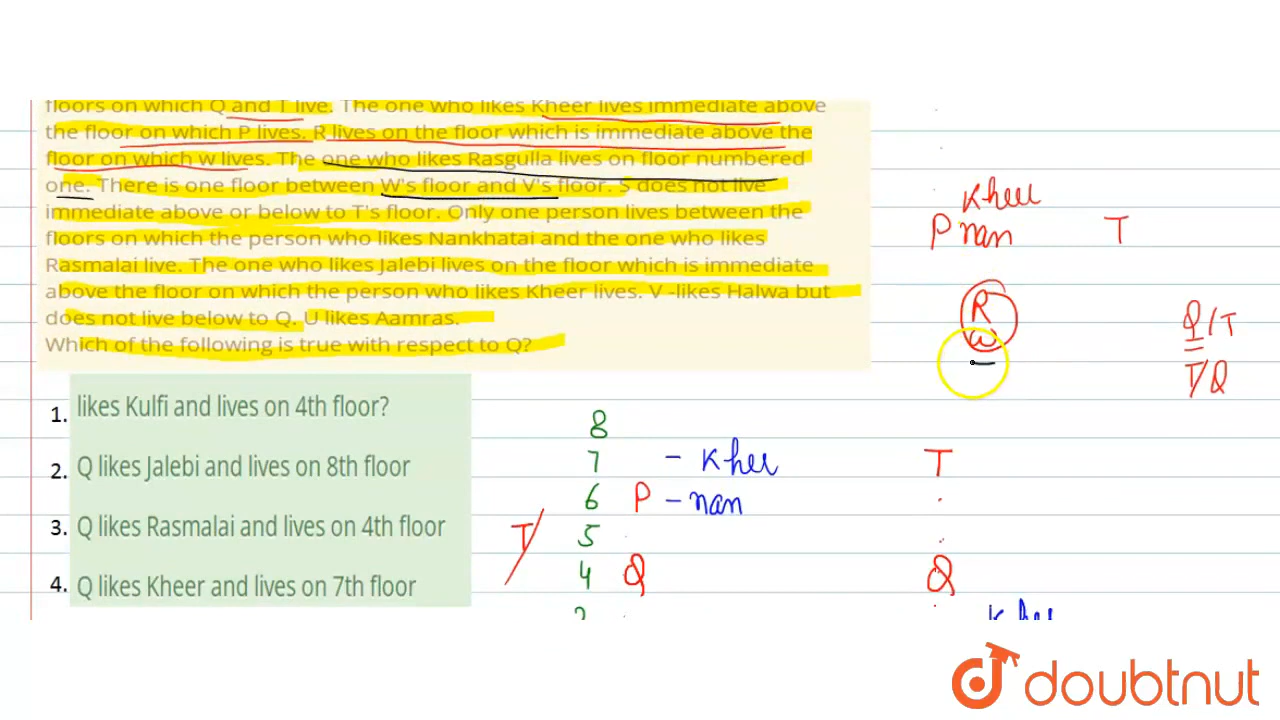 floors on which Q and T live. The one who likes Kheer lives immediate above
the floor on which P lives. R lives on the floor which is immediate above the
floor on which w lives. The one who likes Rasgulla lives on floor numbered
one. There is one floor between W's floor and V's floor. S does not live
immediate above or below to T's floor. Only one person lives between the
floors on which the person who likes Nankhatai and the one who likes
Rasmalai live. The one who likes Jalebi lives on the floor which is immediate
above the floor on which the person who likes Kheer lives. V -likes Halwa but
does not live below to Q. U likes Aamras.
Which of the following is true with respect to Q?
1. likes Kulfi and lives on 4th floor?
2. Q likes Jalebi and lives on 8th floor
3. Q likes Rasmalai and lives on 4th floor
4. Q likes Kheer and lives on 7th floor
8
7 - Khee
6 P - nan
T 5
4 Q
T
Q
Kheer
P nan T
R
W
Q/T
T/Q
doubtnut